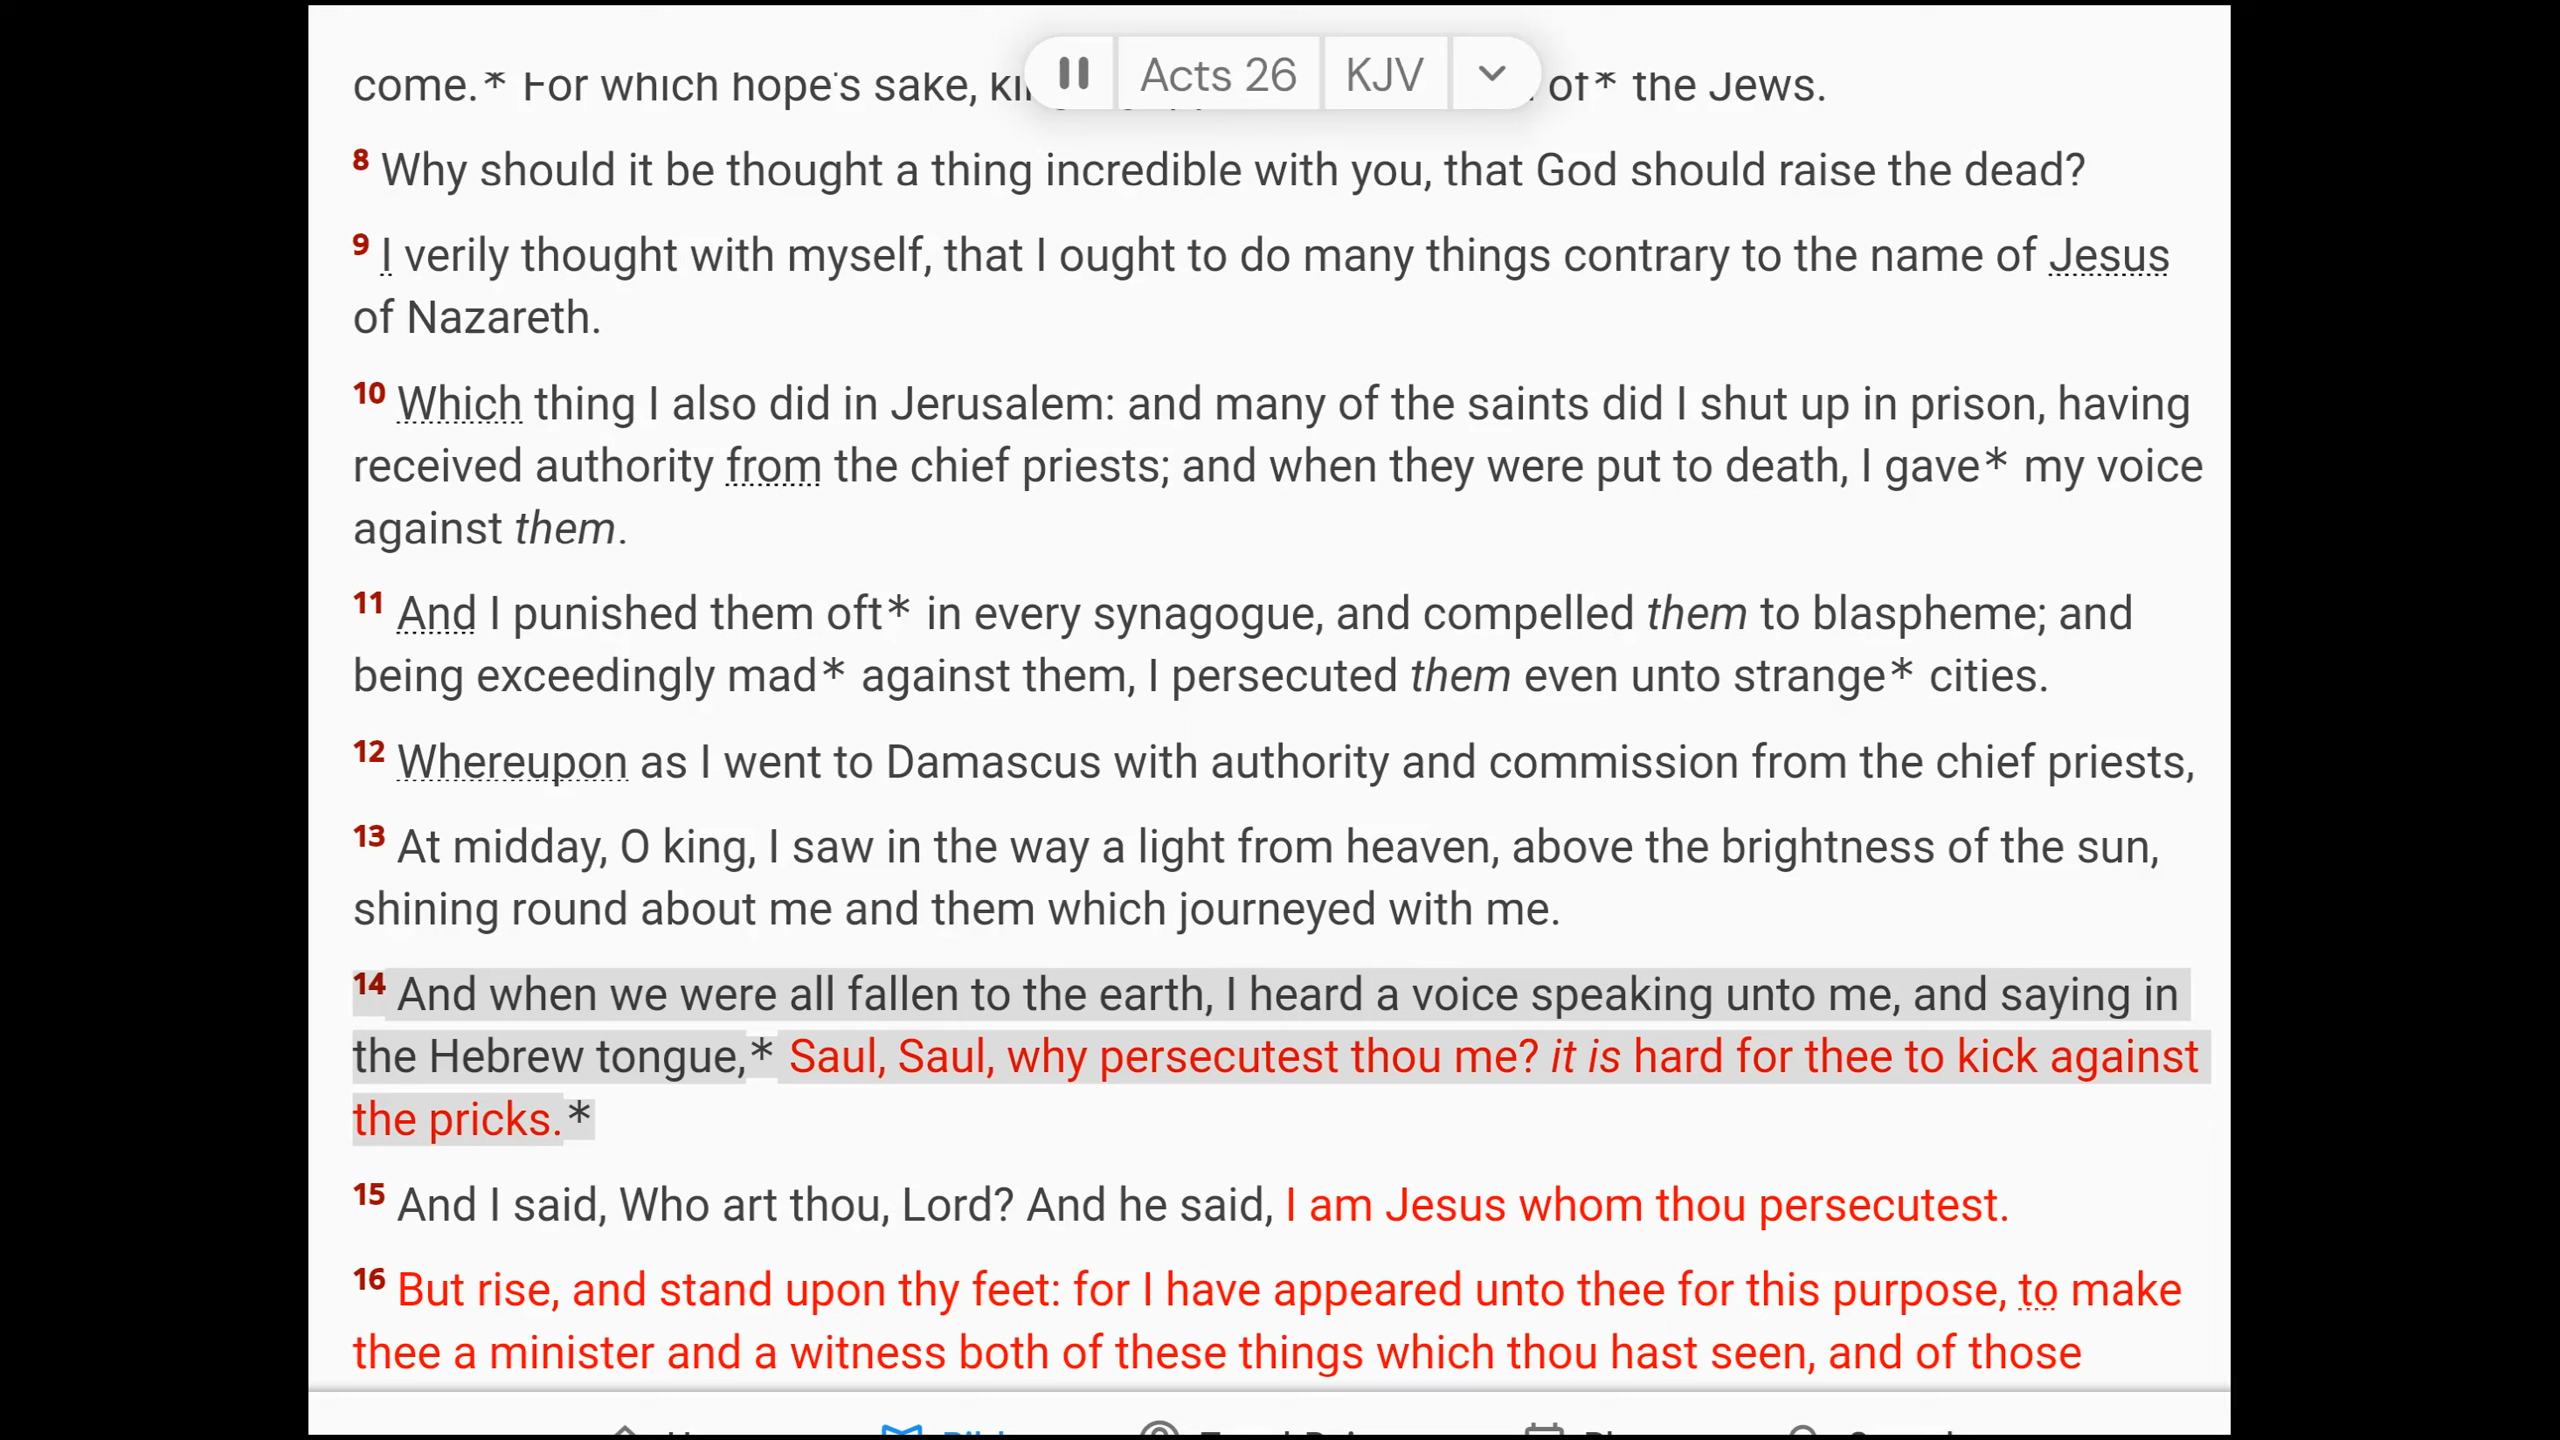 Acts 26 KJV
come.* For which hope's sake, of* the Jews.
8 Why should it be thought a thing incredible with you, that God should raise the dead?
9 I verily thought with myself, that I ought to do many things contrary to the name of Jesus
of Nazareth.
10 Which thing I also did in Jerusalem: and many of the saints did I shut up in prison, having
received authority from the chief priests; and when they were put to death, I gave* my voice
against them.
11 And I punished them oft* in every synagogue, and compelled them to blaspheme; and
being exceedingly mad* against them, I persecuted them even unto strange* cities.
12 Whereupon as I went to Damascus with authority and commission from the chief priests,
13 At midday, O king, I saw in the way a light from heaven, above the brightness of the sun,
shining round about me and them which journeyed with me.
14 And when we were all fallen to the earth, I heard a voice speaking unto me, and saying in
the Hebrew tongue,* Saul, Saul, why persecutest thou me? it is hard for thee to kick against
the pricks.*
15 And I said, Who art thou, Lord? And he said, I am Jesus whom thou persecutest.
16 But rise, and stand upon thy feet: for I have appeared unto thee for this purpose, to make
thee a minister and a witness both of these things which thou hast seen, and of those